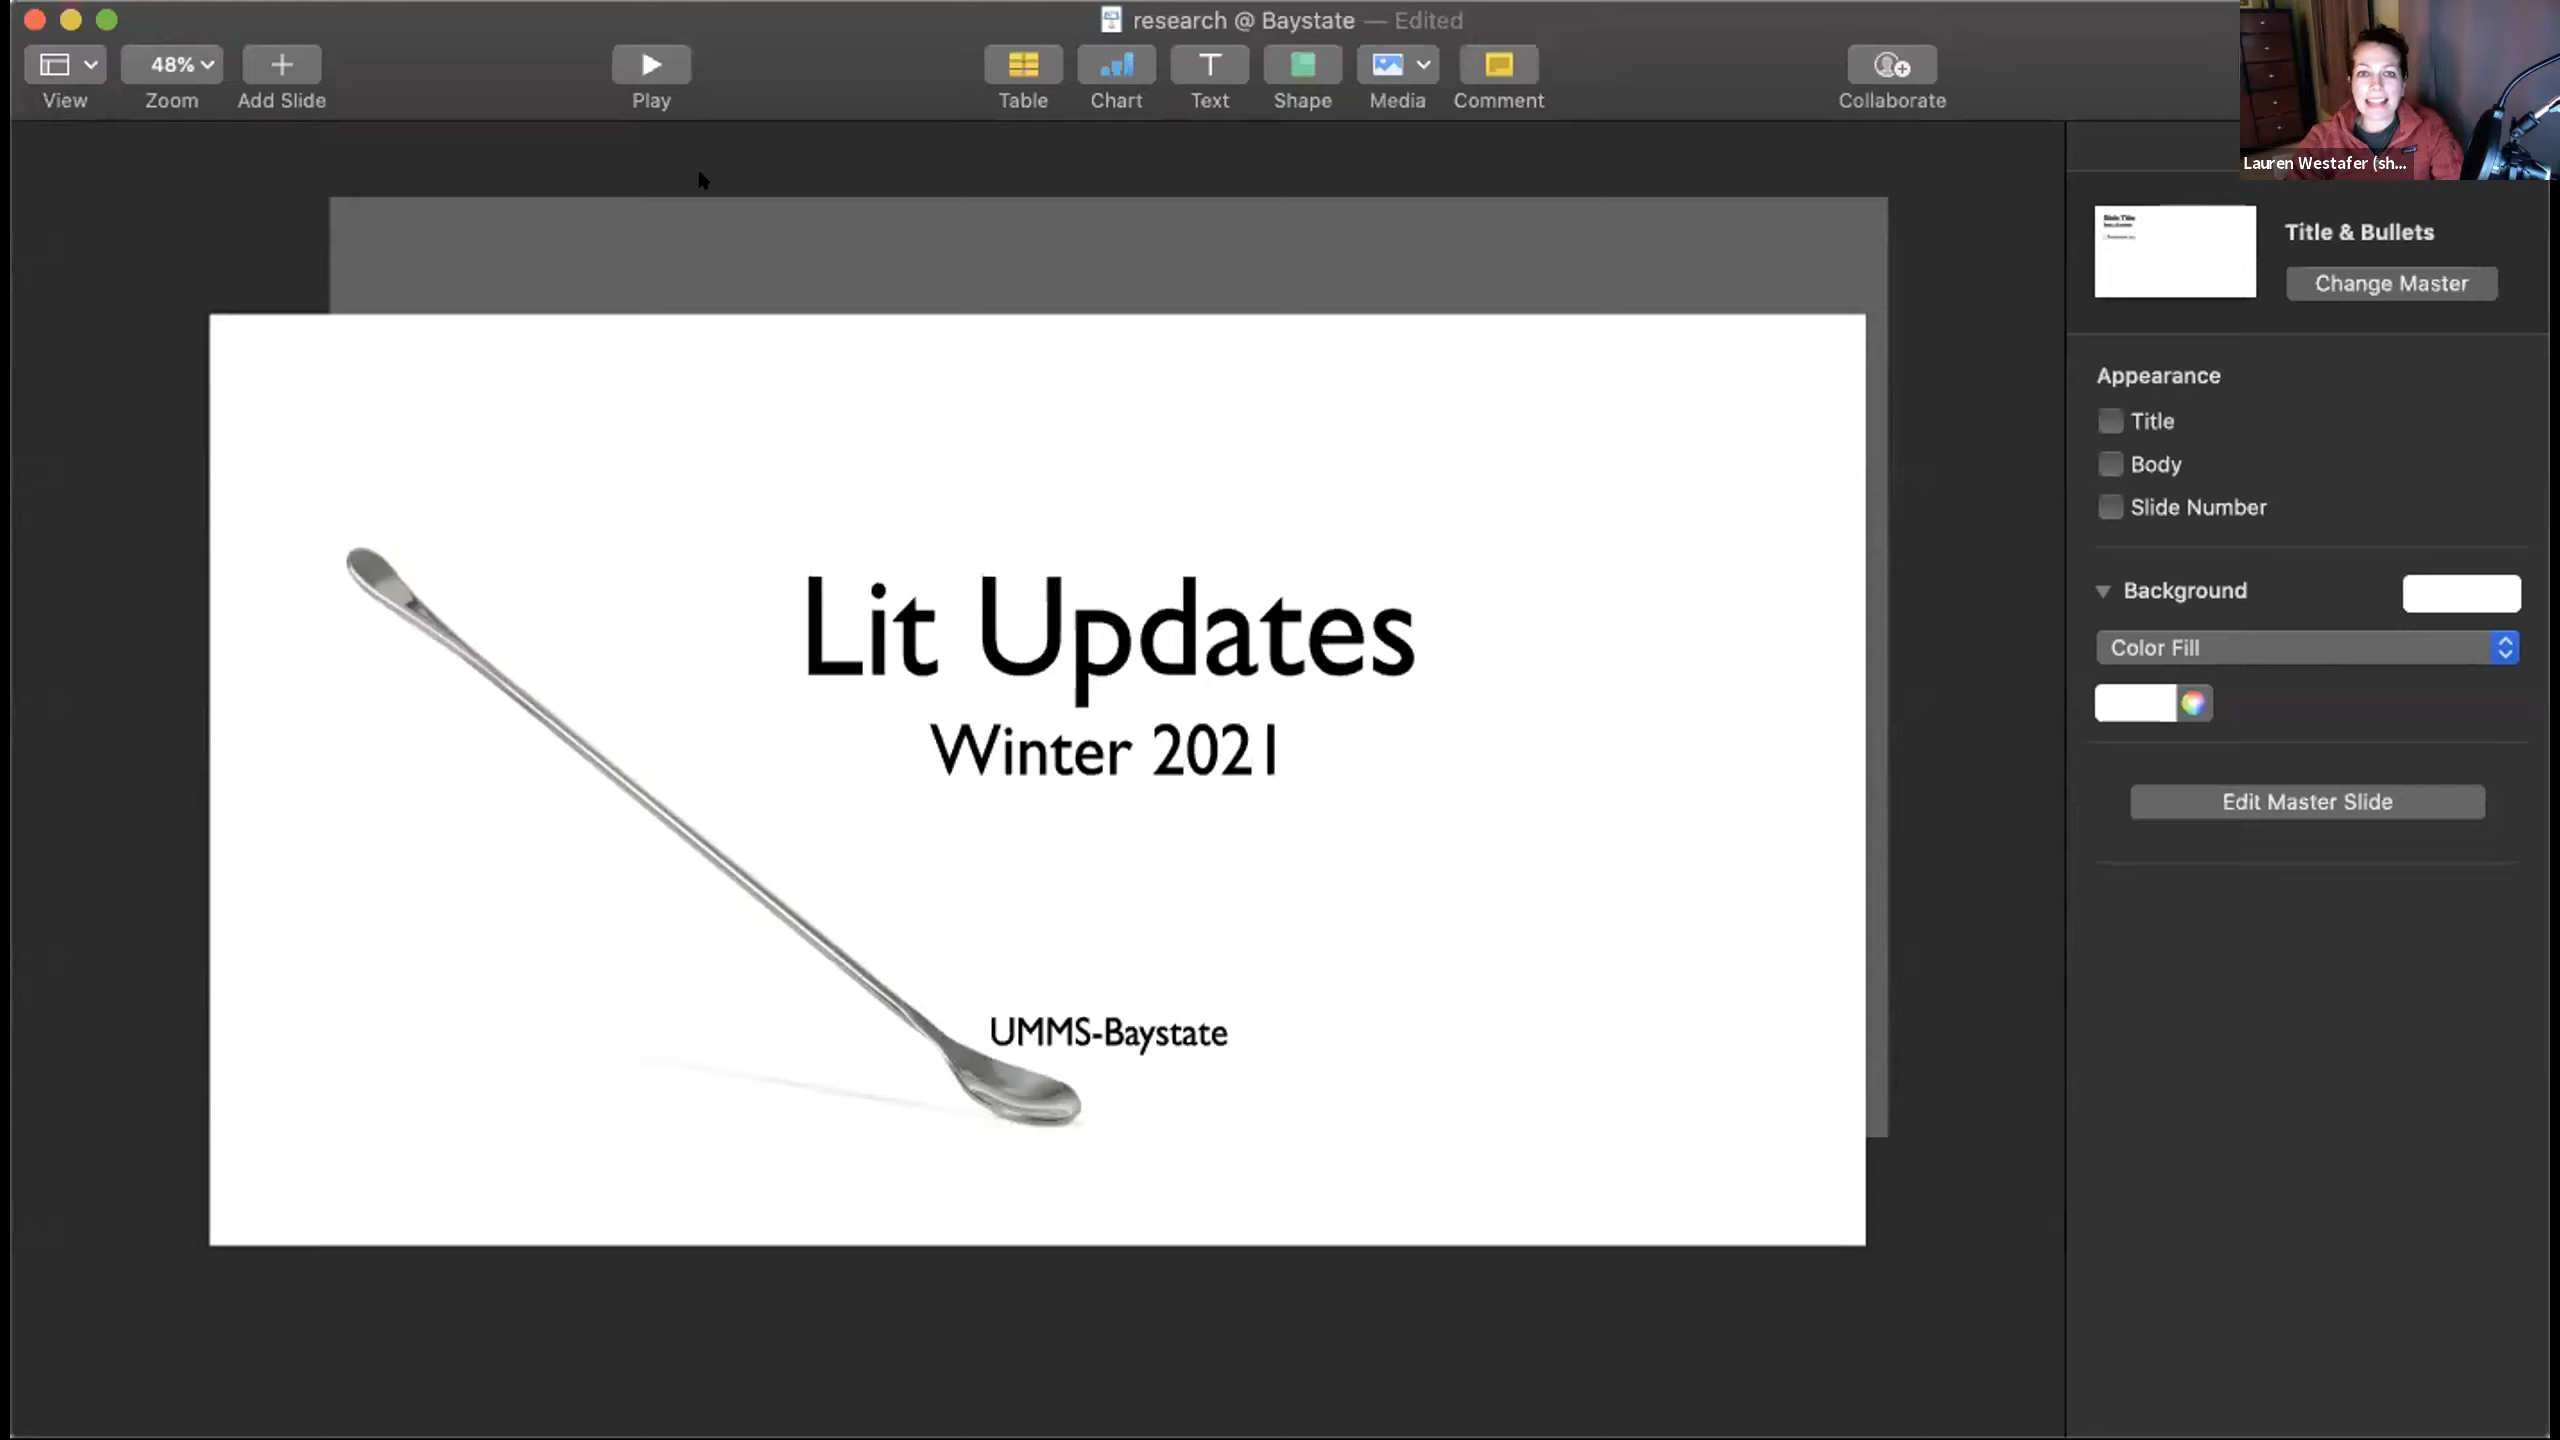 research @ Baystate — Edited
48%
View
Zoom
Add Slide
Play
Table
Chart
Text
Shape
Media
Comment
Collaborate
Lauren Westafer (sh...
Title & Bullets
Change Master
Appearance
Title
Body
Slide Number
Background
Color Fill
Edit Master Slide
Lit Updates
Winter 2021
UMMS-Baystate